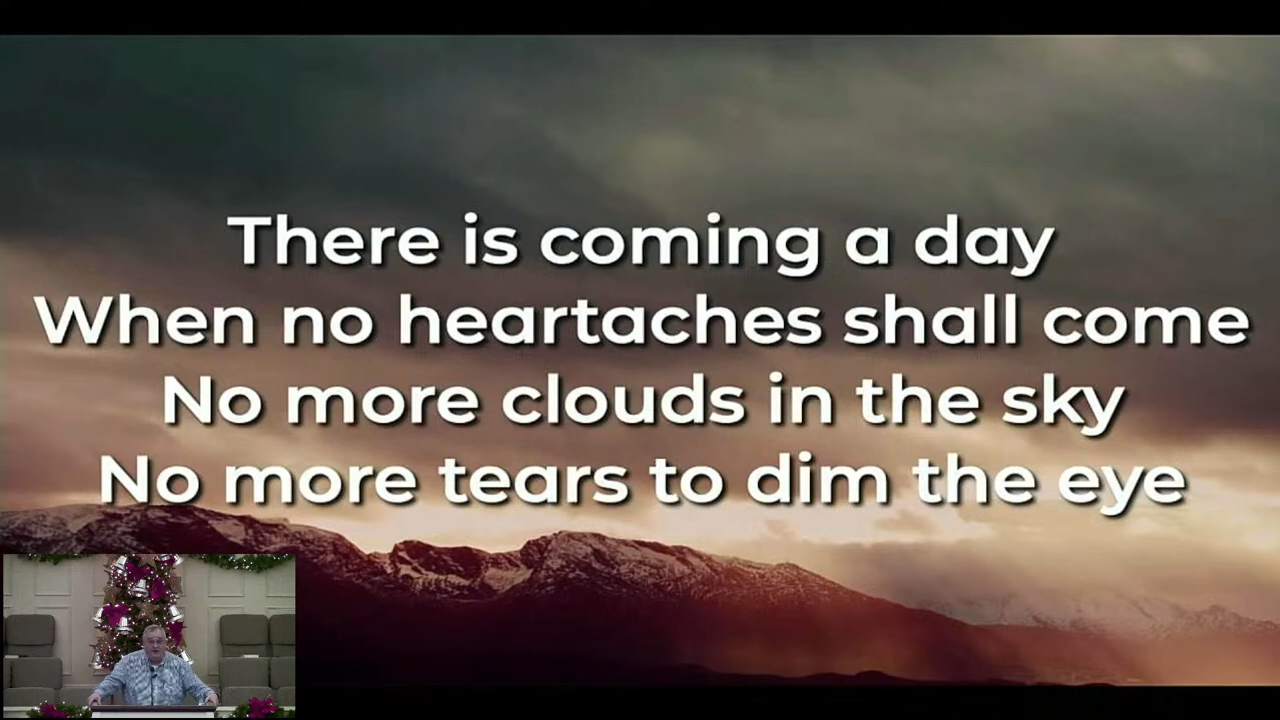 There is coming a day
When no heartaches shall come
No more clouds in the sky
No more tears to dim the eye